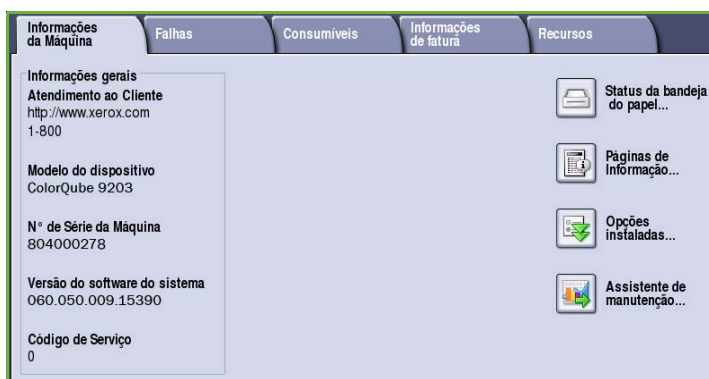 Informações
da Máquina
Falhas
Consumíveis
Informações
de fatura
Recursos
Informações gerais
Atendimento ao Cliente
http://www.xerox.com
1-800
Modelo do dispositivo
ColorQube 9203
N° de Série da Máquina
804000278
Versão do software do sistema
060.050.009.15390
Código de Serviço
0
Status da bandeja
do papel...
Páginas de
Informação...
Opções
instaladas...
Assistente de
manutenção...